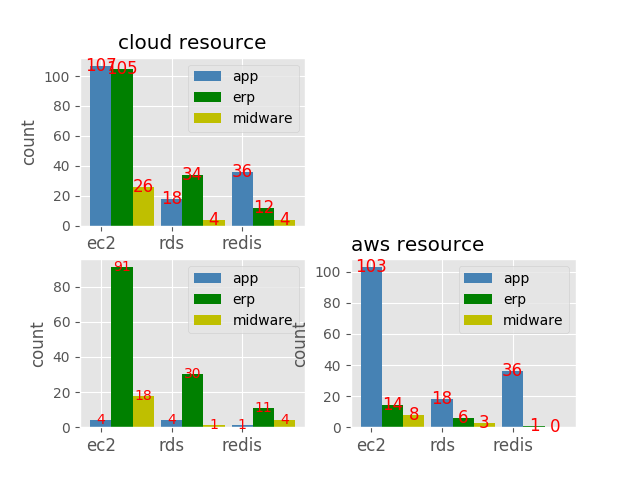 cloud resource
count
100
80
60
40
20
0
107
105
26
18
34
4
36
12
4
app
erp
midware
ec2
rds
redis
count
80
60
40
20
0
4
91
18
4
30
1
1
11
4
app
erp
midware
ec2
rds
redis
aws resource
count
100
80
60
40
20
0
103
14
8
18
6
3
36
1
0
app
erp
midware
ec2
rds
redis